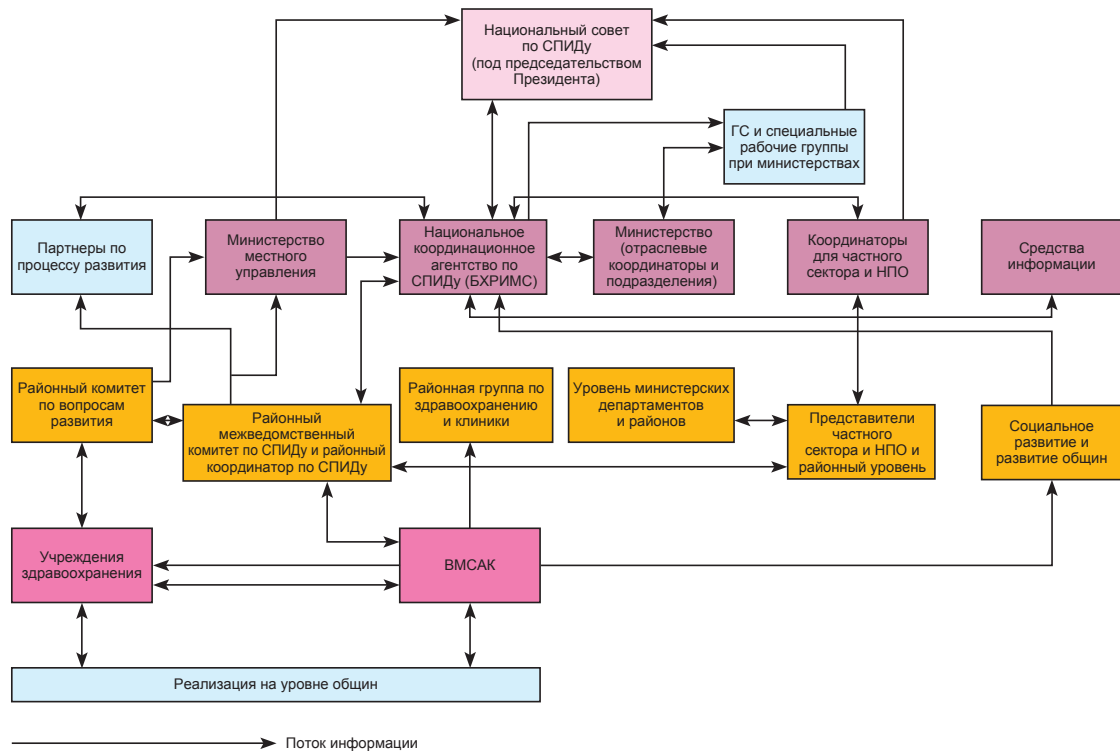 Национальный совет
по СПИДу
(под председательством
Президента)
ГС и специальные
рабочие группы
при министерствах
Партнеры по
процессу развития
Министерство
местного
управления
Национальное
координационное
агентство по
СПИДу (БХРИМС)
Министерство
(отраслевые
координаторы и
подразделения)
Координаторы
для частного
сектора и НПО
Средства
информации
Районный комитет
по вопросам
развития
Районный
межведомственный
комитет по СПИДу и районный
координатор по СПИДу
Районная группа по
здравоохранению
и клиники
Уровень министерских
департаментов
и районов
Представители
частного
сектора и НПО и
районный уровень
Социальное
развитие и
развитие общин
Учреждения
здравоохранения
ВМСАК
Реализация на уровне общин
Поток информации